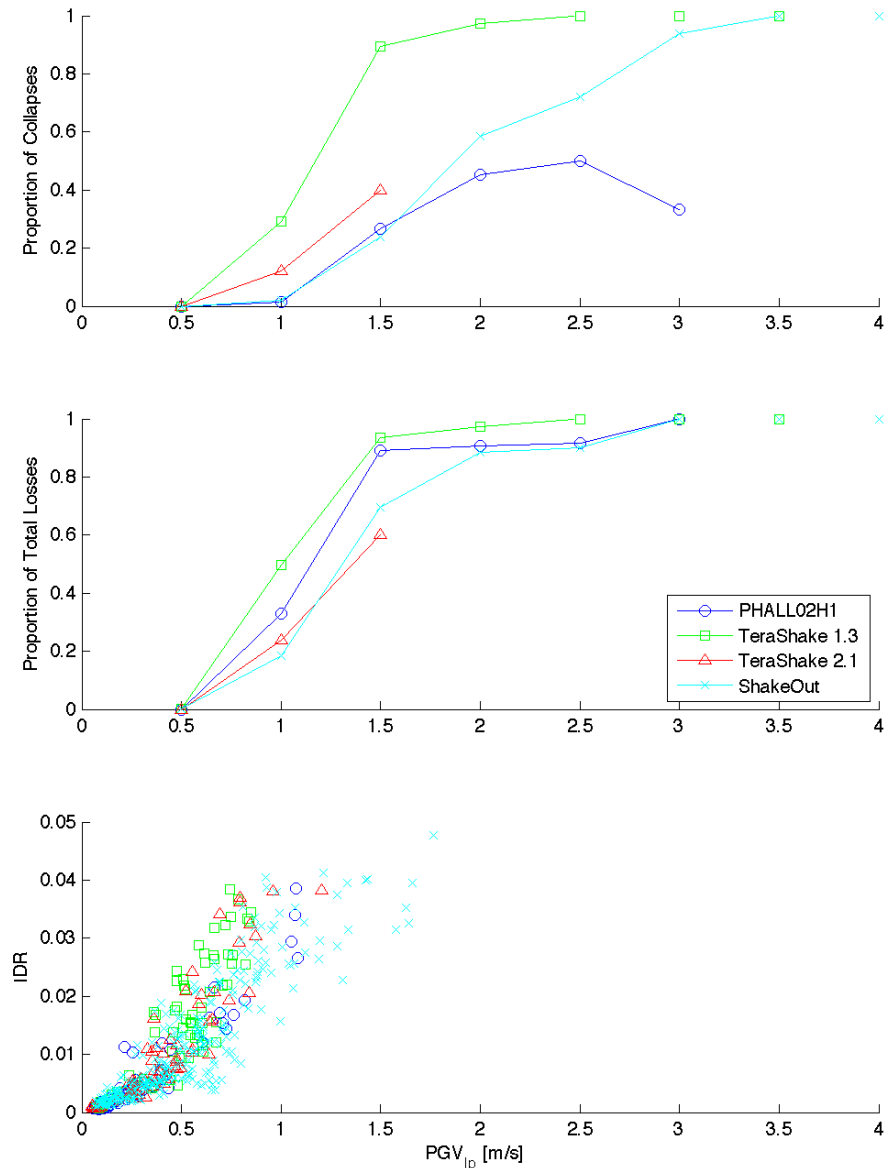 1
0.8
0.6
0.4
0.2
0
Proportion of Collapses
0 0.5 1 1.5 2 2.5 3 3.5 4
1
0.8
0.6
0.4
0.2
0
Proportion of Total Losses
PHALL02H1
TeraShake 1.3
TeraShake 2.1
ShakeOut
0 0.5 1 1.5 2 2.5 3 3.5 4
0.05
0.04
0.03
0.02
0.01
0
IDR
0 0.5 1 1.5 2 2.5 3 3.5 4
PGVlp [m/s]